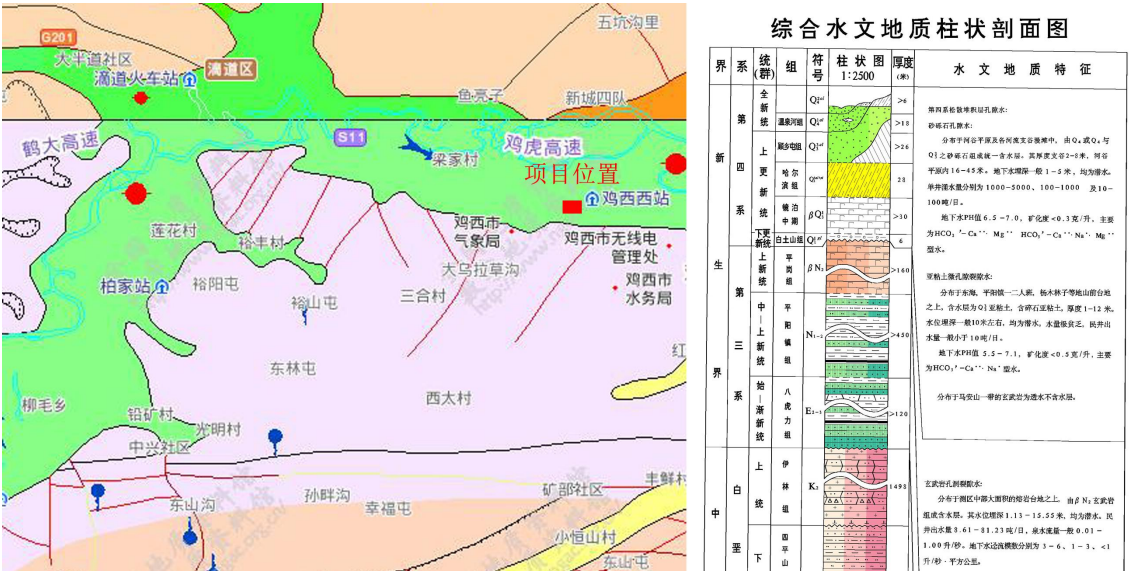 五坑沟里
G201
大半道社区
滴道火车站
滴道区
鱼亮子
新城四队
鹤大高速
S11
鸡虎高速
梁家村
项目位置
鸡西西站
莲花村
裕丰村
鸡西市
气象局
鸡西市无线电
管理处
大乌拉草沟
鸡西市
水务局
柏家站
裕阳屯
裕山屯
三合村
红
东林屯
西太村
柳毛乡
铅矿村
光明村
中兴社区
东山沟
孙畔沟
幸福屯
矿部社区
丰鲜村
小恒山村
东山屯
综合水文地质柱状剖面图
界 系 统(群) 组 符号 柱状图 1:2500 厚度(米) 水文地质特征
新生界
第四系
全新统
>6
温泉河组
>18
上更新统
顾乡屯组
>26
哈尔滨组
28
镜泊中期
>30
下更新统
白土山组
6
第三系
上新统
平岗组
βN₂
>160
中—上新统
平阳镇组
N₁₋₂
>450
始—渐新统
八虎力组
E₂₋₃
>120
中
白垩
上统
伊林组
K₂
1498
下
四平山
第四系松散堆积层孔隙水:
砂砾石孔隙水:
分布于河谷平原及各河流支谷漫滩中，由Q₄或Q₄与
之砂砾石组成统一含水层。其厚度支谷2-8米，河谷
平原内16-45米。地下水埋深一般1-5米，均为潜水。
单井涌水量分别为1000-5000、100-1000 及10-
100吨/日。
地下水PH值6.5-7.0，矿化度<0.3克/升，主要
为HCO₃′-Ca¨·Mg¨ HCO₃′-Ca¨·Na·Mg¨
型水。
亚粘土微孔隙裂隙水:
分布于东海，平阳镇—二人班，杨木林子等地山前台地
之上，含水层为Q亚粘土，含碎石亚粘土，厚度1-12米，
水位埋深一般10米左右，均为潜水，水量极贫乏，民井出
水量一般小于10吨/日。
地下水PH值 5.5-7.1，矿化度<0.5克/升，主要
为HCO₃′-Ca¨·Na·型水。
分布于马安山一带的玄武岩为透水不含水层。
玄武岩孔洞裂隙水:
分布于测区中部大面积的熔岩台地之上，由βN₂玄武岩
组成含水层。其水位埋深1.13-15.55米，均为潜水。民
井出水量8.61-81.23吨/日，泉水流量一般0.01-
1.00升/秒。地下水迳流模数分别为3-6、1-3、<1
升/秒·平方公里。